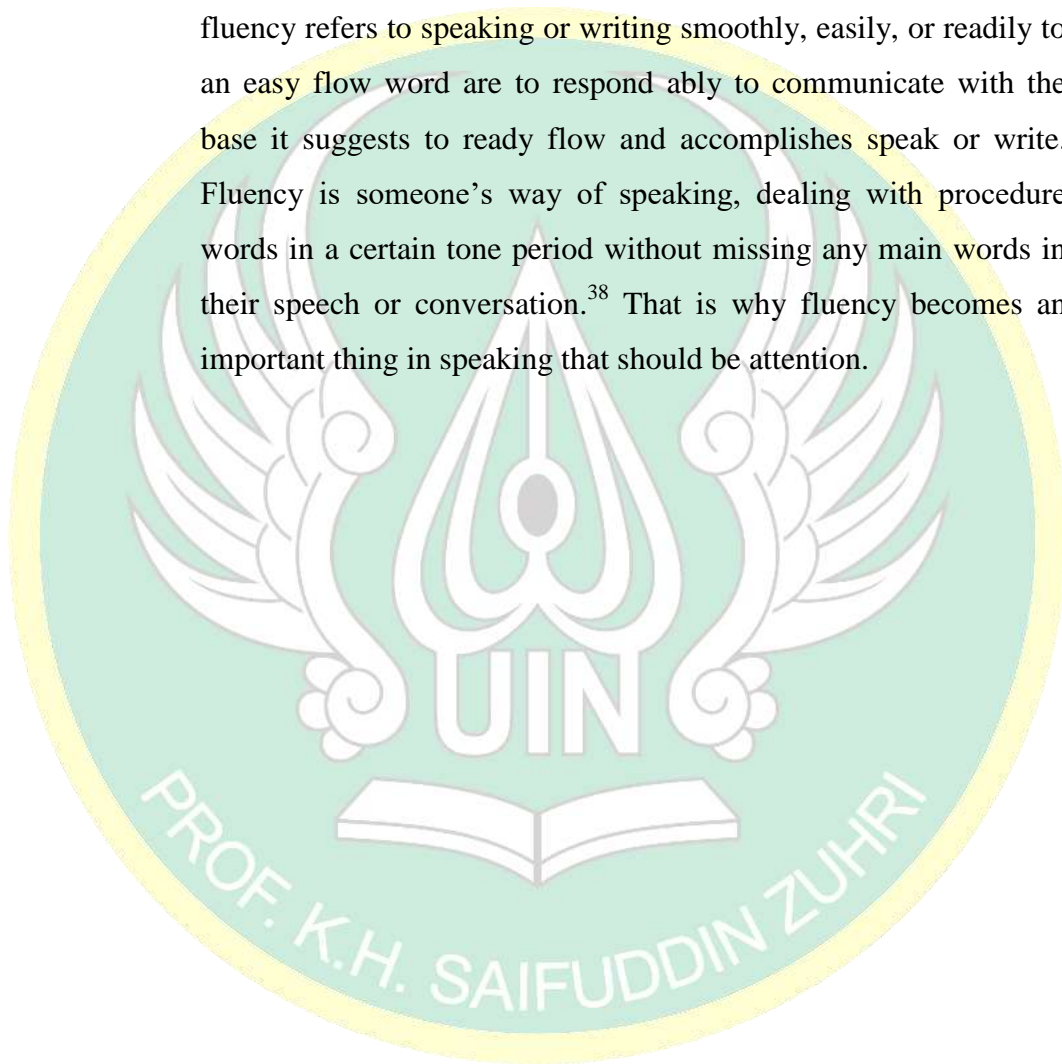 fluency refers to speaking or writing smoothly, easily, or readily to
an easy flow word are to respond ably to communicate with the
base it suggests to ready flow and accomplishes speak or write.
Fluency is someone’s way of speaking, dealing with procedure
words in a certain tone period without missing any main words in
their speech or conversation.38 That is why fluency becomes an
important thing in speaking that should be attention.
UIN
PROF. K.H. SAIFUDDIN ZUHRI